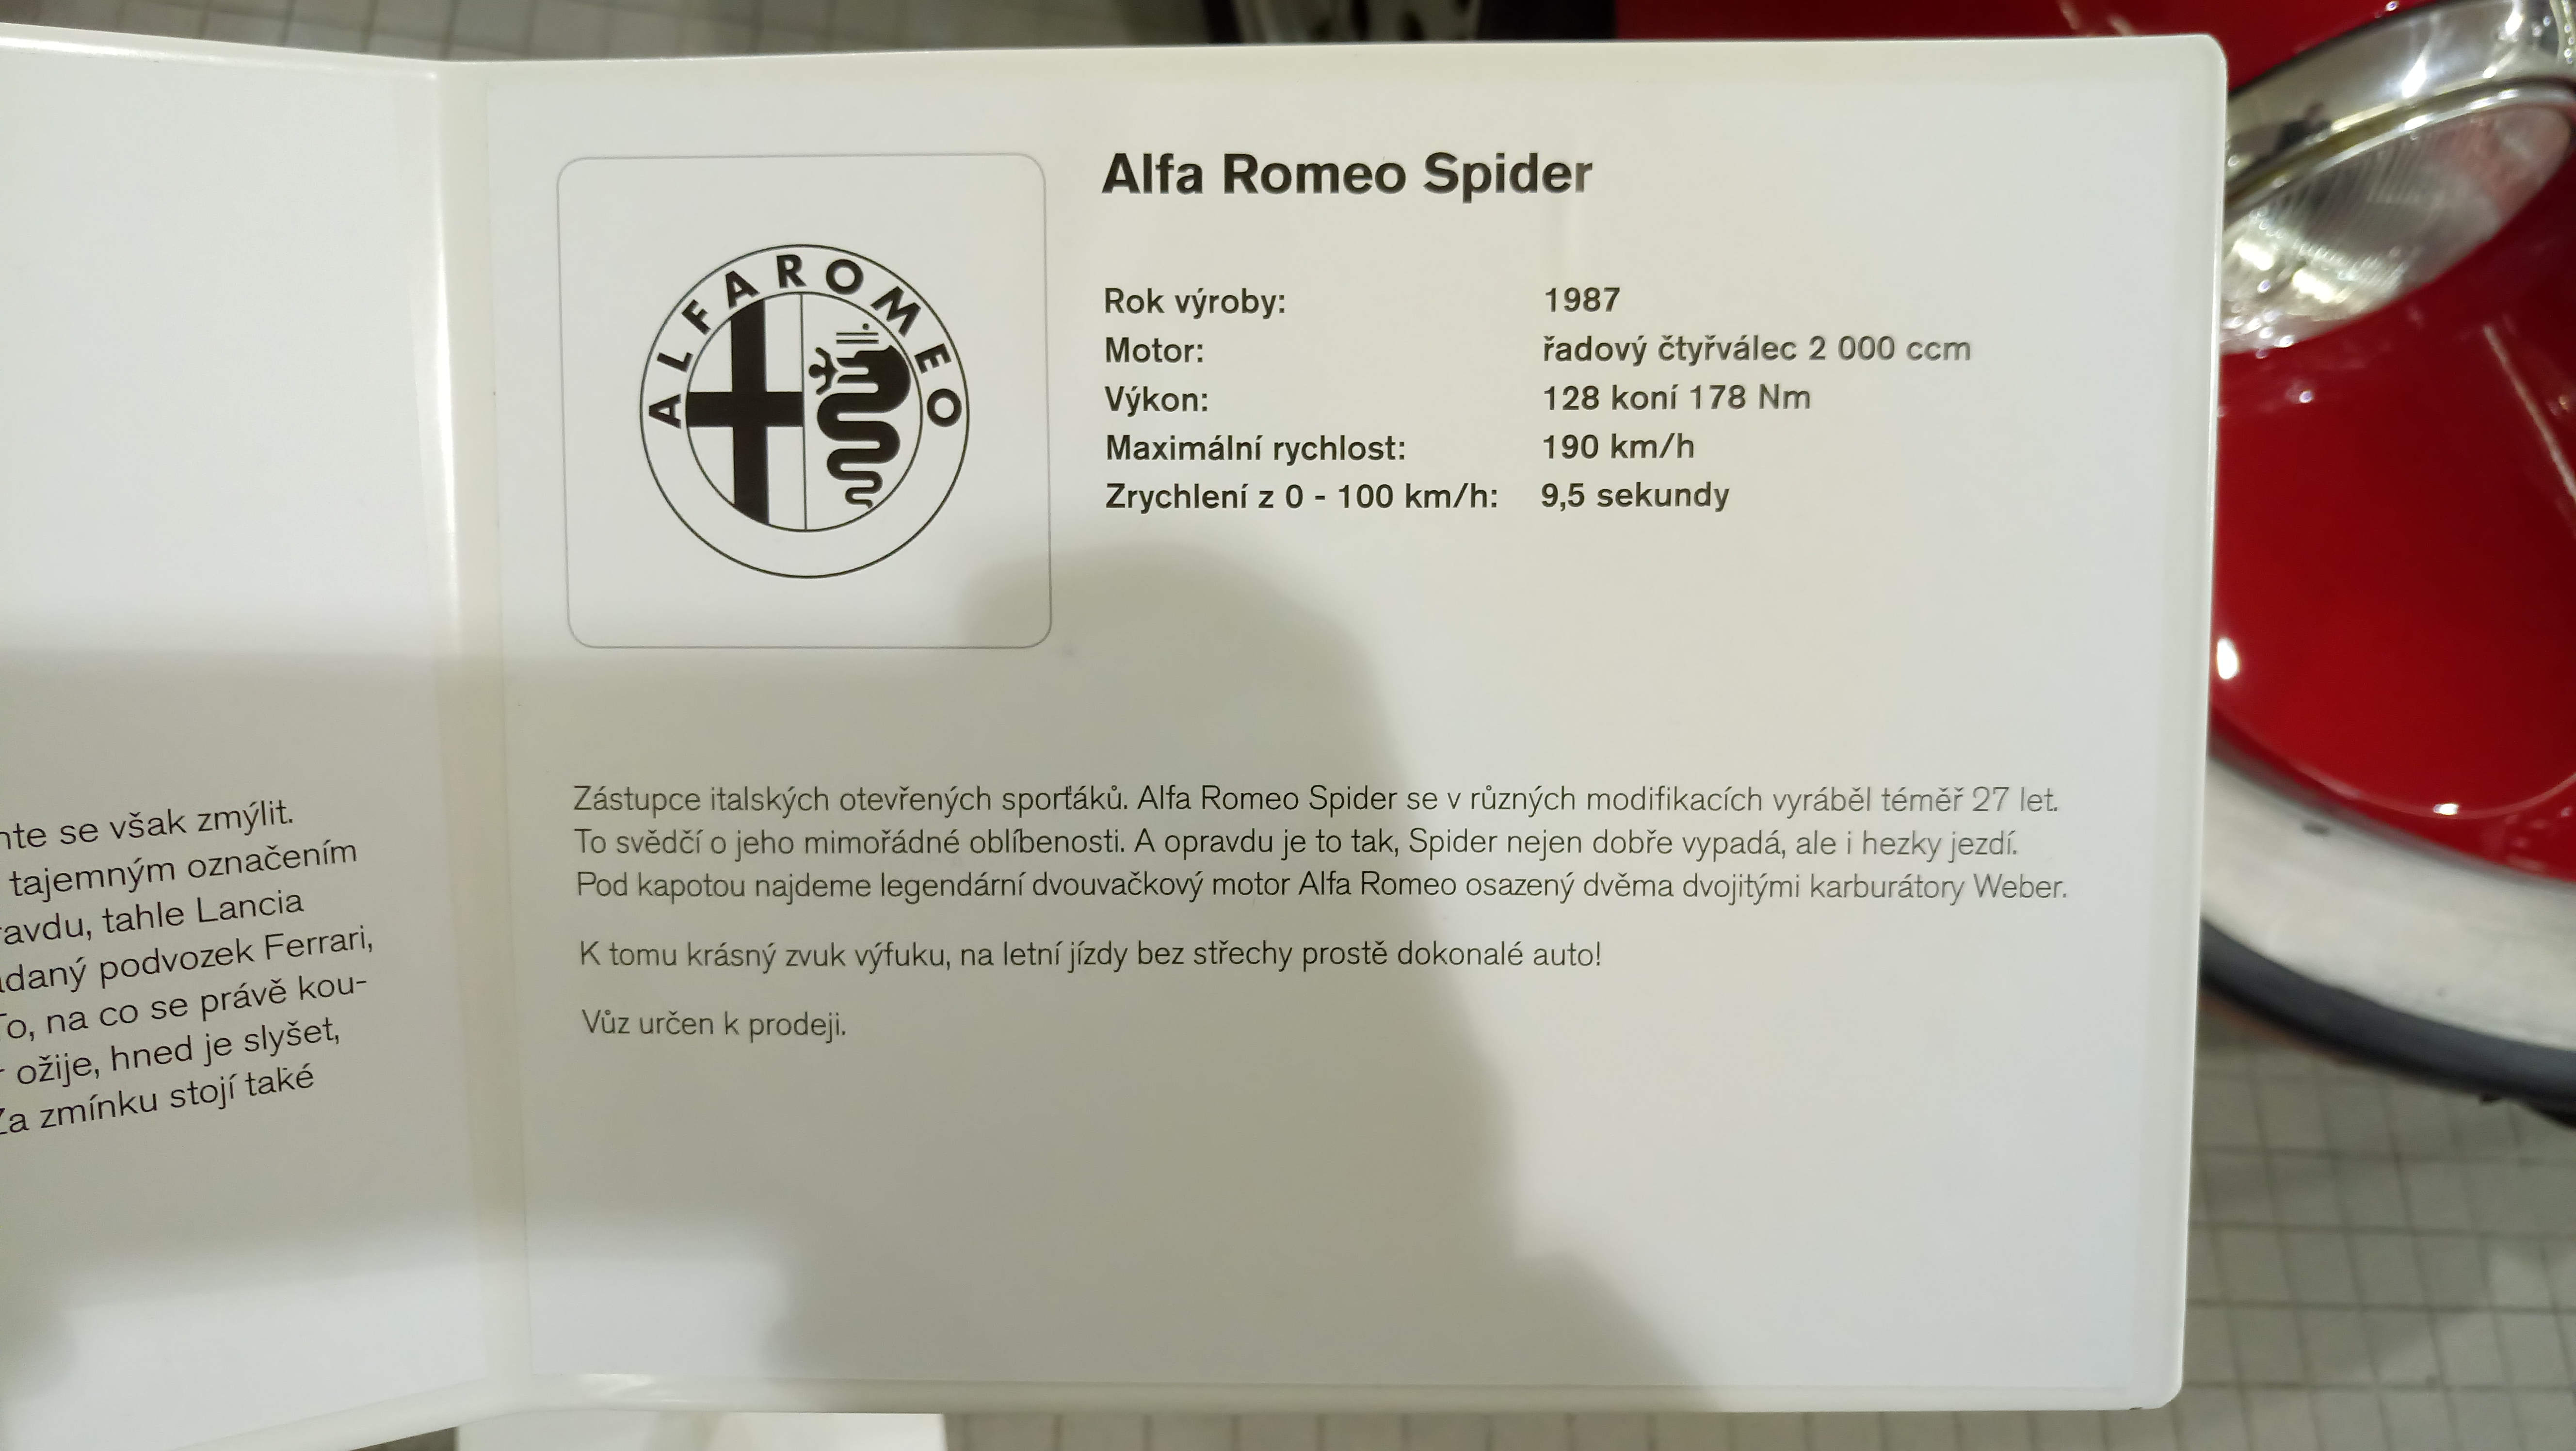 se však zmýlit.
tajemným označením
tahle Lancia
podvozek Ferrari,
na co se právě kou-
ožije, hned je slyšet,
zmínku stojí také
ALFA ROMEO
Alfa Romeo Spider
Rok výroby: 1987
Motor: řadový čtyřválec 2 000 ccm
Výkon: 128 koní 178 Nm
Maximální rychlost: 190 km/h
Zrychlení z 0 - 100 km/h: 9,5 sekundy
Zástupce italských otevřených sporťáků. Alfa Romeo Spider se v různých modifikacích vyráběl téměř 27 let.
To svědčí o jeho mimořádné oblíbenosti. A opravdu je to tak, Spider nejen dobře vypadá, ale i hezky jezdí.
Pod kapotou najdeme legendární dvouvačkový motor Alfa Romeo osazený dvěma dvojitými karburátory Weber.
K tomu krásný zvuk výfuku, na letní jízdy bez střechy prostě dokonalé auto!
Vůz určen k prodeji.